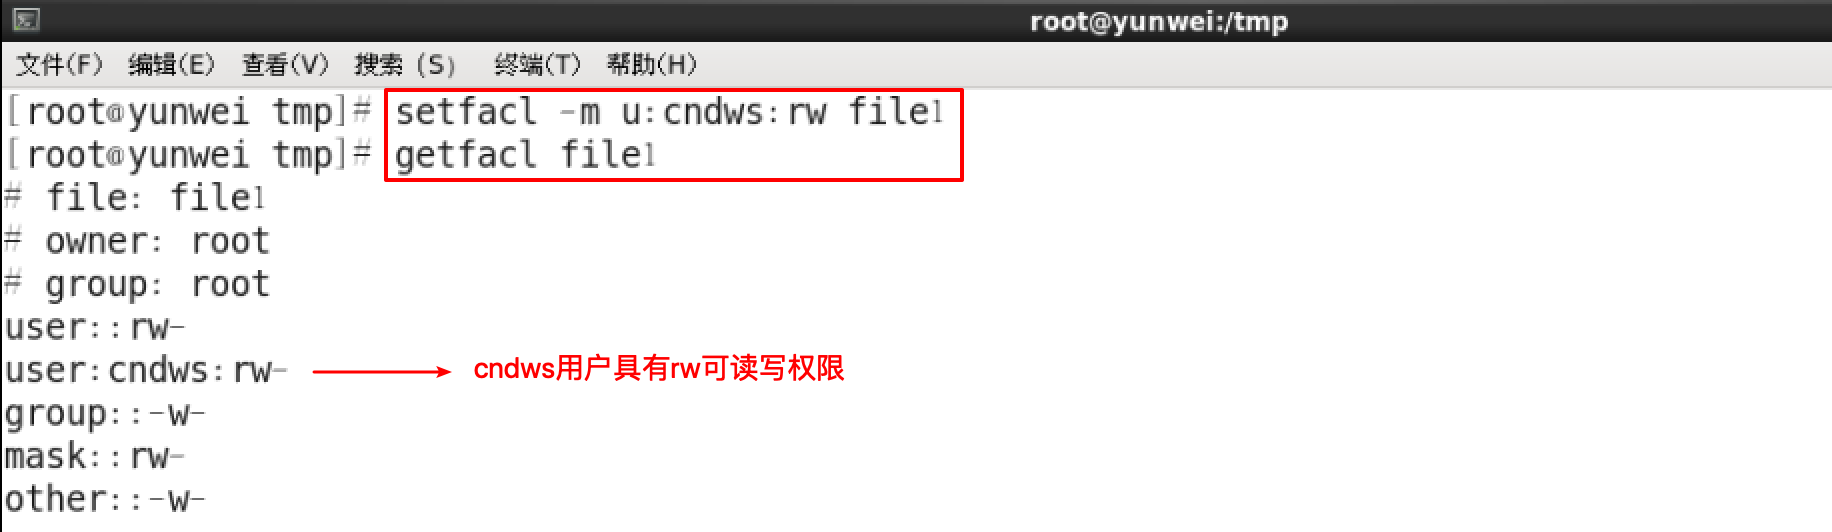 root@yunwei:/tmp
文件(F) 编辑(E) 查看(V) 搜索 (S) 终端(T) 帮助(H)
[root@yunwei tmp]# setfacl -m u:cndws:rw file1
[root@yunwei tmp]# getfacl file1
# file: file1
# owner: root
# group: root
user::rw-
user:cndws:rw- cndws用户具有rw可读写权限
group::-w-
mask::rw-
other::-w-